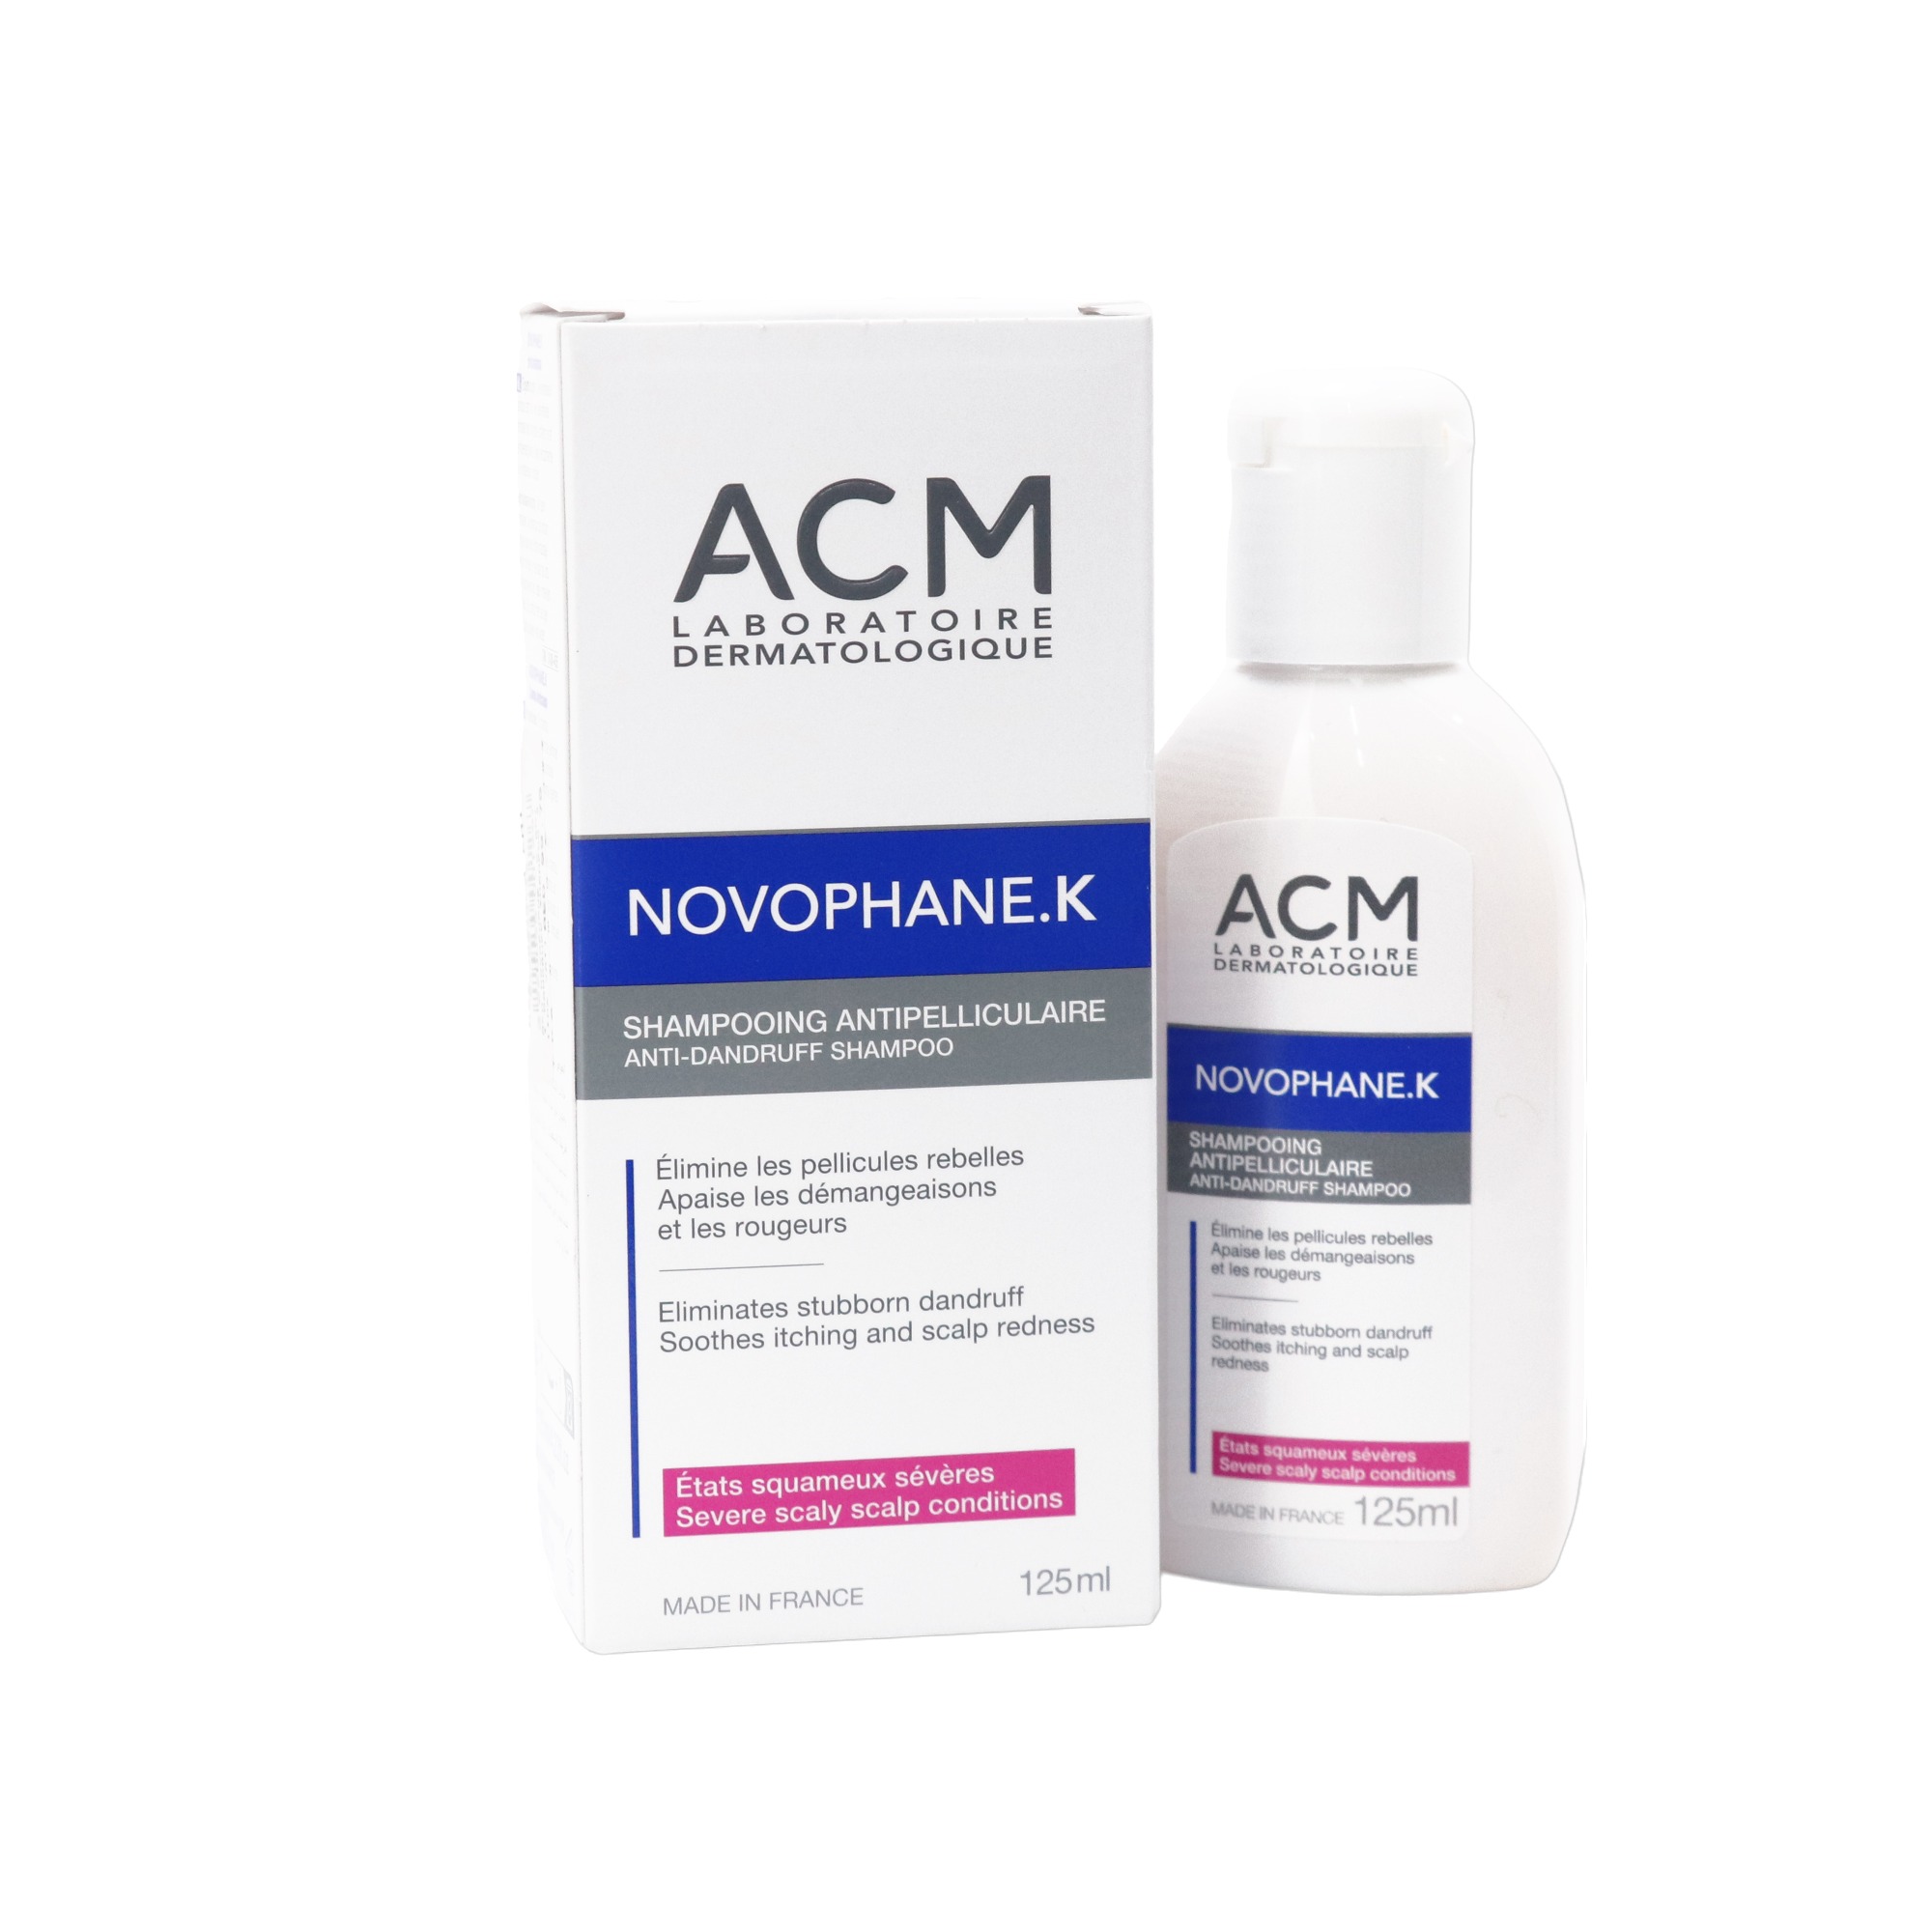 ACM
LABORATOIRE
DERMATOLOGIQUE
NOVOPHANE.K
SHAMPOOING ANTIPELLICULAIRE
ANTI-DANDRUFF SHAMPOO
Élimine les pellicules rebelles
Apaise les démangeaisons
et les rougeurs
Eliminates stubborn dandruff
Soothes itching and scalp redness
États squameux sévères
Severe scaly scalp conditions
MADE IN FRANCE 125ml
ACM
LABORATOIRE
DERMATOLOGIQUE
NOVOPHANE.K
SHAMPOOING
ANTIPELLICULAIRE
ANTI-DANDRUFF SHAMPOO
Élimine les pellicules rebelles
Apaise les démangeaisons
et les rougeurs
Eliminates stubborn dandruff
Soothes itching and scalp
redness
États squameux sévères
Severe scaly scalp conditions
MADE IN FRANCE 125ml